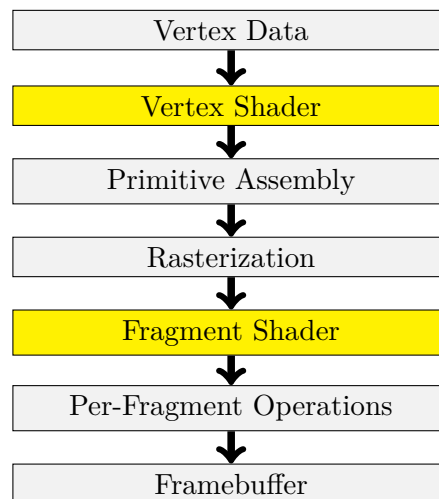 Vertex Data
Vertex Shader
Primitive Assembly
Rasterization
Fragment Shader
Per-Fragment Operations
Framebuffer